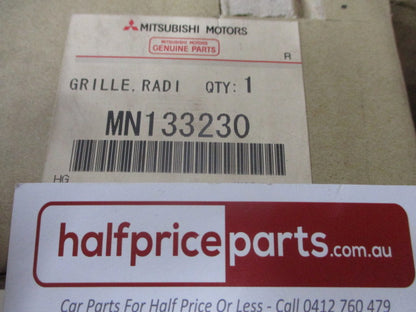 MITSUBISHI MOTORS
MITSUBISHI MOTORS
GENUINE PARTS
R
GRILLE, RADI QTY: 1
MN133230
HG
halfpriceparts.com.au
Car Parts For Half Price Or Less - Call 0412 760 479